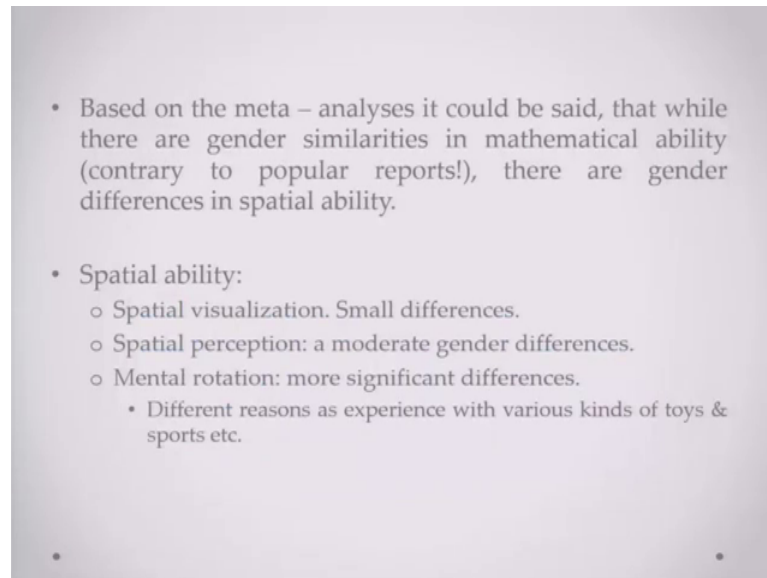 • Based on the meta – analyses it could be said, that while
there are gender similarities in mathematical ability
(contrary to popular reports!), there are gender
differences in spatial ability.
• Spatial ability:
o Spatial visualization. Small differences.
o Spatial perception: a moderate gender differences.
o Mental rotation: more significant differences.
• Different reasons as experience with various kinds of toys &
sports etc.